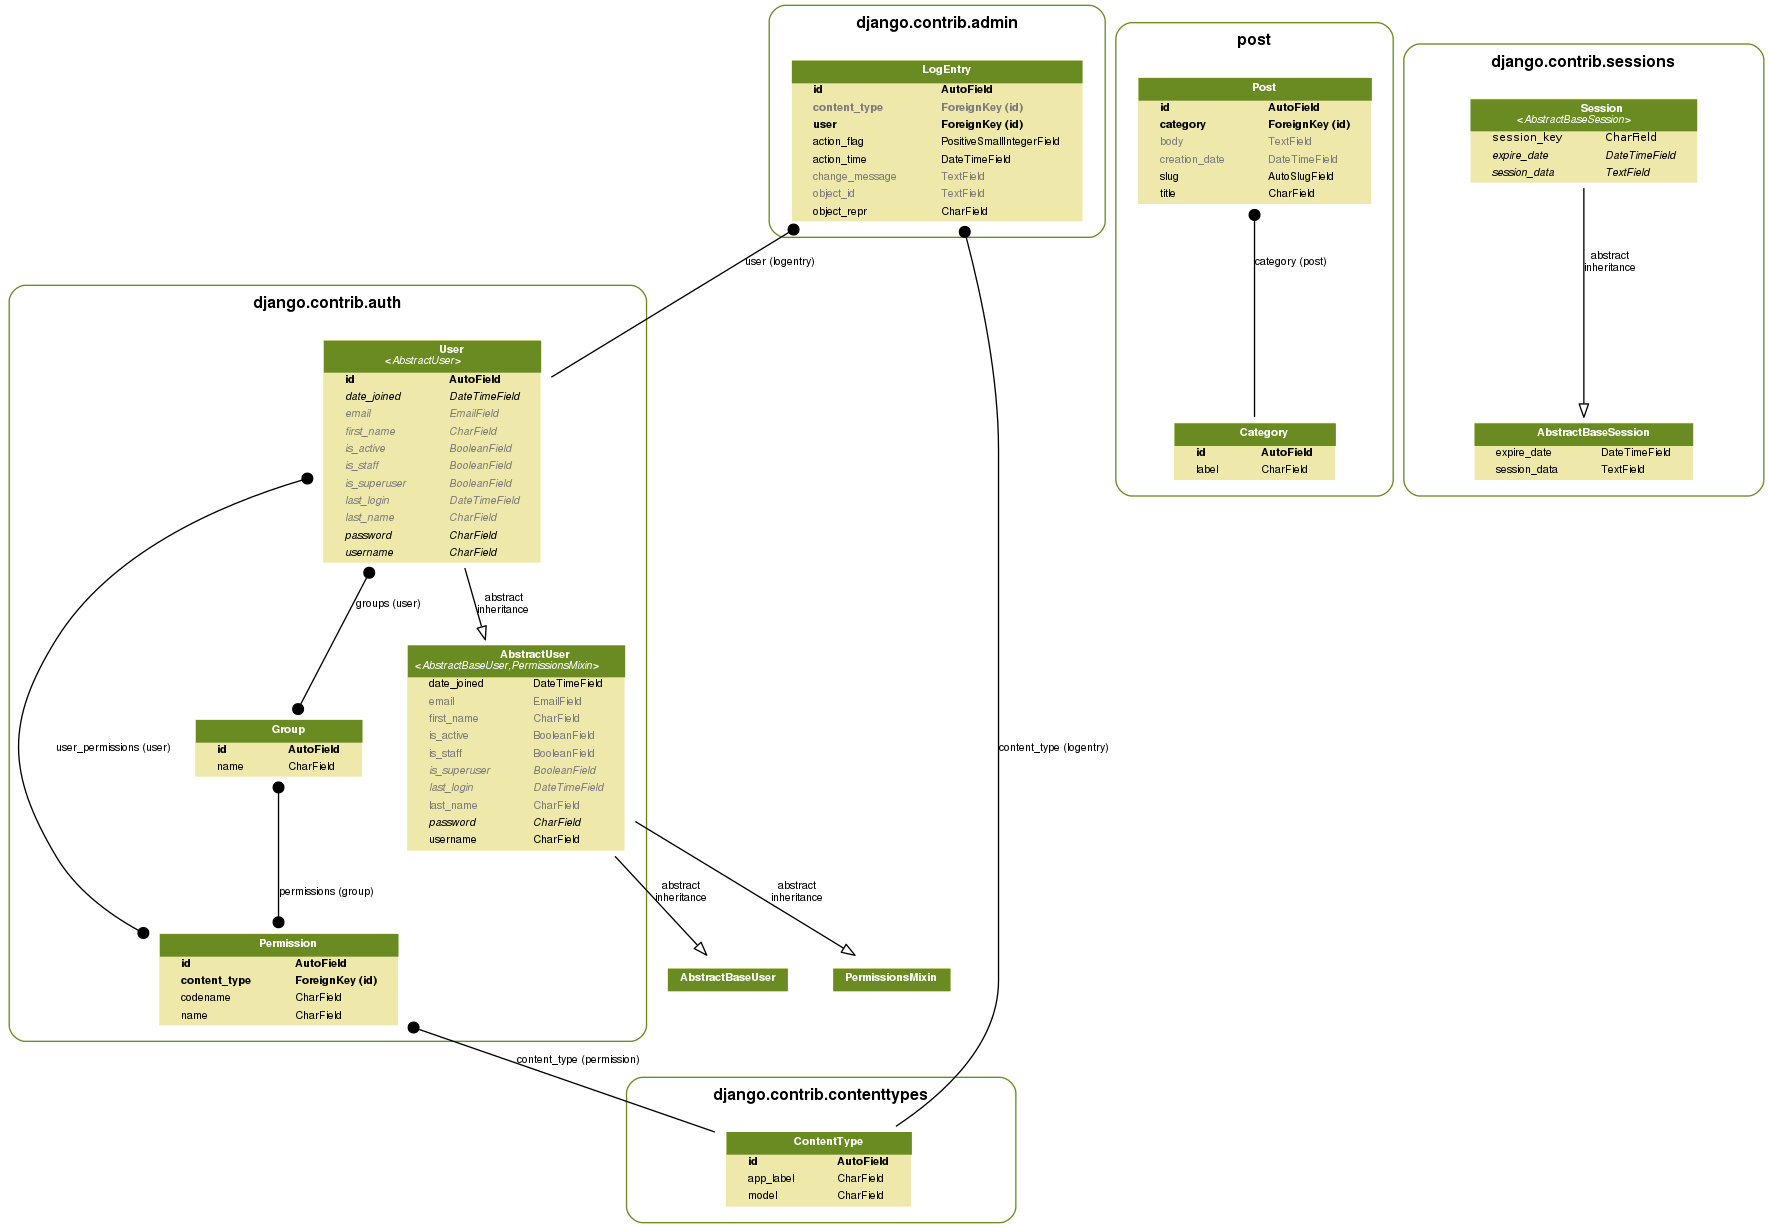 django.contrib.admin
LogEntry
id AutoField
content_type ForeignKey (id)
user ForeignKey (id)
action_flag PositiveSmallIntegerField
action_time DateTimeField
change_message TextField
object_id TextField
object_repr CharField
post
Post
id AutoField
category ForeignKey (id)
body TextField
creation_date DateTimeField
slug AutoSlugField
title CharField
category (post)
Category
id AutoField
label CharField
django.contrib.sessions
Session
<AbstractBaseSession>
session_key CharField
expire_date DateTimeField
session_data TextField
abstract
inheritance
AbstractBaseSession
expire_date DateTimeField
session_data TextField
user (logentry)
django.contrib.auth
User
<AbstractUser>
id AutoField
date_joined DateTimeField
email EmailField
first_name CharField
is_active BooleanField
is_staff BooleanField
is_superuser BooleanField
last_login DateTimeField
last_name CharField
password CharField
username CharField
groups (user)
abstract
inheritance
AbstractUser
<AbstractBaseUser,PermissionsMixin>
date_joined DateTimeField
email EmailField
first_name CharField
is_active BooleanField
is_staff BooleanField
is_superuser BooleanField
last_login DateTimeField
last_name CharField
password CharField
username CharField
Group
id AutoField
name CharField
user_permissions (user)
content_type (logentry)
permissions (group)
abstract
inheritance
abstract
inheritance
Permission
id AutoField
content_type ForeignKey (id)
codename CharField
name CharField
AbstractBaseUser
PermissionsMixin
content_type (permission)
django.contrib.contenttypes
ContentType
id AutoField
app_label CharField
model CharField